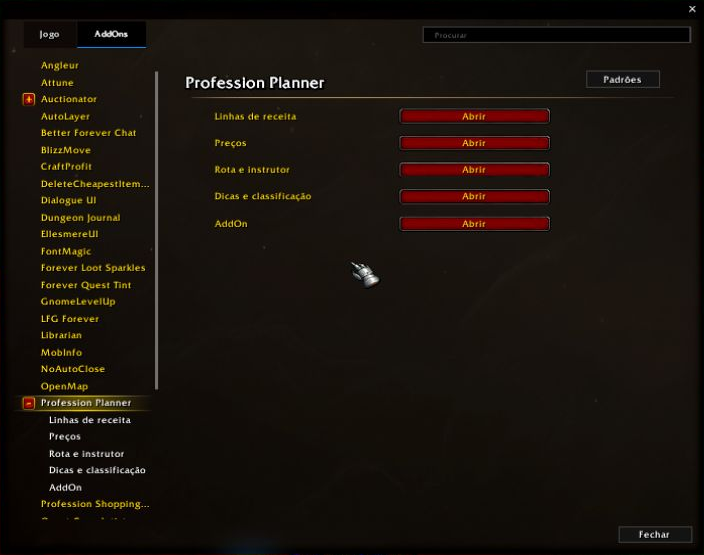 Jogo
AddOns
Procurar
Angleur
Attune
Auctionator
AutoLayer
Better Forever Chat
BlizzMove
CraftProfit
DeleteCheapestItem...
Dialogue UI
Dungeon Journal
EllesmereUI
FontMagic
Forever Loot Sparkles
Forever Quest Tint
GnomeLevelUp
LFG Forever
Librarian
MobInfo
NoAutoClose
OpenMap
Profession Planner
Linhas de receita
Preços
Rota e instrutor
Dicas e classificação
AddOn
Profession Shopping...
Profession Planner
Padrões
Linhas de receita Abrir
Preços Abrir
Rota e instrutor Abrir
Dicas e classificação Abrir
AddOn Abrir
Fechar